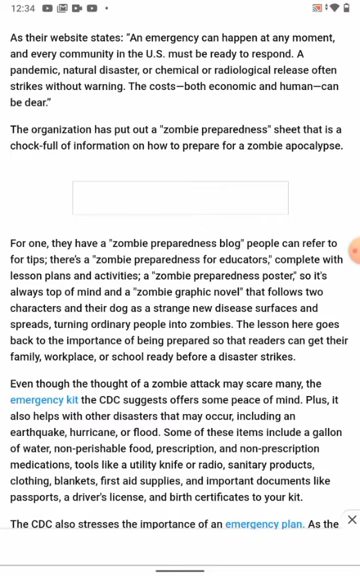 12:34
As their website states: "An emergency can happen at any moment,
and every community in the U.S. must be ready to respond. A
pandemic, natural disaster, or chemical or radiological release often
strikes without warning. The costs—both economic and human—can
be dear."
The organization has put out a "zombie preparedness" sheet that is a
chock-full of information on how to prepare for a zombie apocalypse.
For one, they have a "zombie preparedness blog" people can refer to
for tips; there's a "zombie preparedness for educators," complete with
lesson plans and activities; a "zombie preparedness poster," so it's
always top of mind and a "zombie graphic novel" that follows two
characters and their dog as a strange new disease surfaces and
spreads, turning ordinary people into zombies. The lesson here goes
back to the importance of being prepared so that readers can get their
family, workplace, or school ready before a disaster strikes.
Even though the thought of a zombie attack may scare many, the
emergency kit the CDC suggests offers some peace of mind. Plus, it
also helps with other disasters that may occur, including an
earthquake, hurricane, or flood. Some of these items include a gallon
of water, non-perishable food, prescription, and non-prescription
medications, tools like a utility knife or radio, sanitary products,
clothing, blankets, first aid supplies, and important documents like
passports, a driver's license, and birth certificates to your kit.
The CDC also stresses the importance of an emergency plan. As the